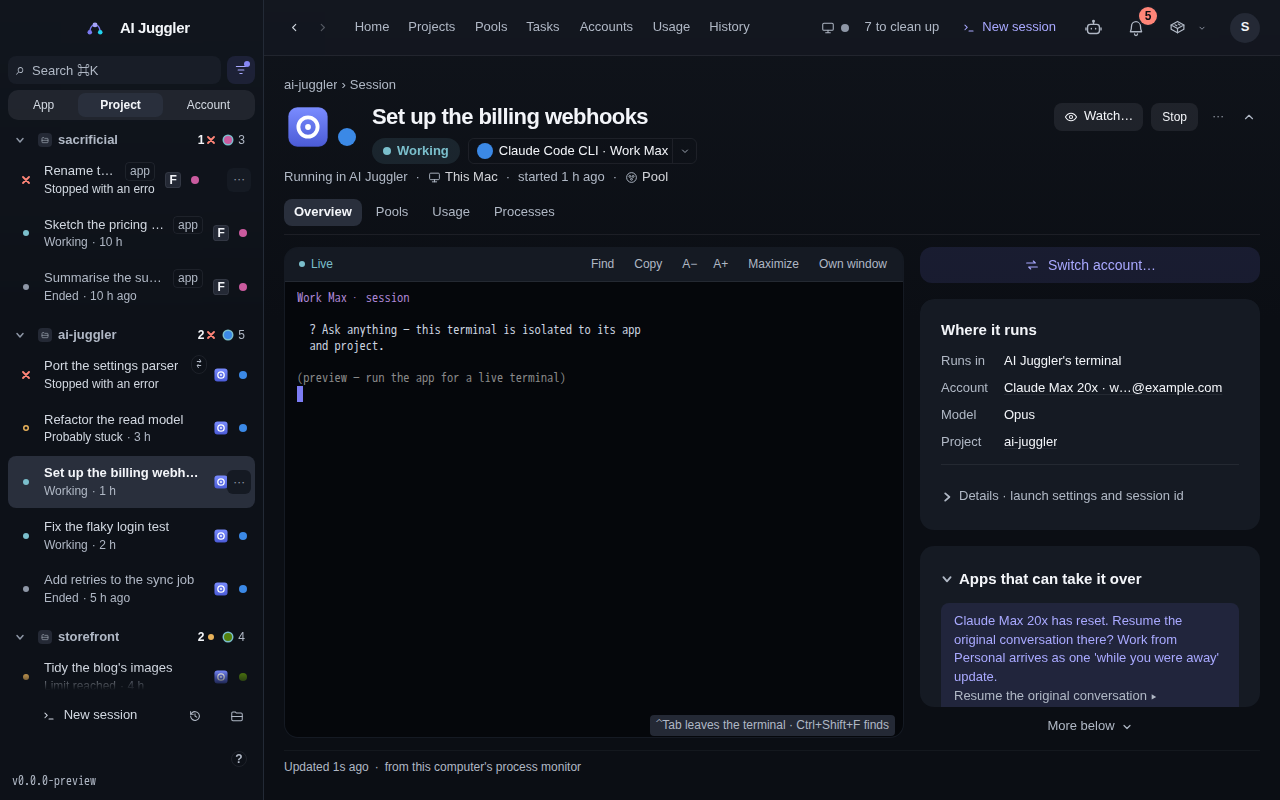 AI Juggler
Search ⌘K
App Project Account
sacrificial 1 3
Rename t… app F
Stopped with an erro
Sketch the pricing … app F
Working · 10 h
Summarise the su… app F
Ended · 10 h ago
ai-juggler 2 5
Port the settings parser
Stopped with an error
Refactor the read model
Probably stuck · 3 h
Set up the billing webh…
Working · 1 h
Fix the flaky login test
Working · 2 h
Add retries to the sync job
Ended · 5 h ago
storefront 2 4
Tidy the blog's images
Limit reached · 4 h
New session
?
v0.0.0-preview
Home Projects Pools Tasks Accounts Usage History
7 to clean up
New session
5
S
ai-juggler › Session
Set up the billing webhooks
Working
Claude Code CLI · Work Max
Watch…
Stop
Running in AI Juggler · This Mac · started 1 h ago · Pool
Overview Pools Usage Processes
Live
Find Copy A− A+ Maximize Own window
Work Max · session
? Ask anything — this terminal is isolated to its app
and project.
(preview — run the app for a live terminal)
^Tab leaves the terminal · Ctrl+Shift+F finds
Switch account…
Where it runs
Runs in AI Juggler's terminal
Account Claude Max 20x · w…@example.com
Model Opus
Project ai-juggler
Details · launch settings and session id
Apps that can take it over
Claude Max 20x has reset. Resume the
original conversation there? Work from
Personal arrives as one 'while you were away'
update.
Resume the original conversation ▸
More below
Updated 1s ago · from this computer's process monitor